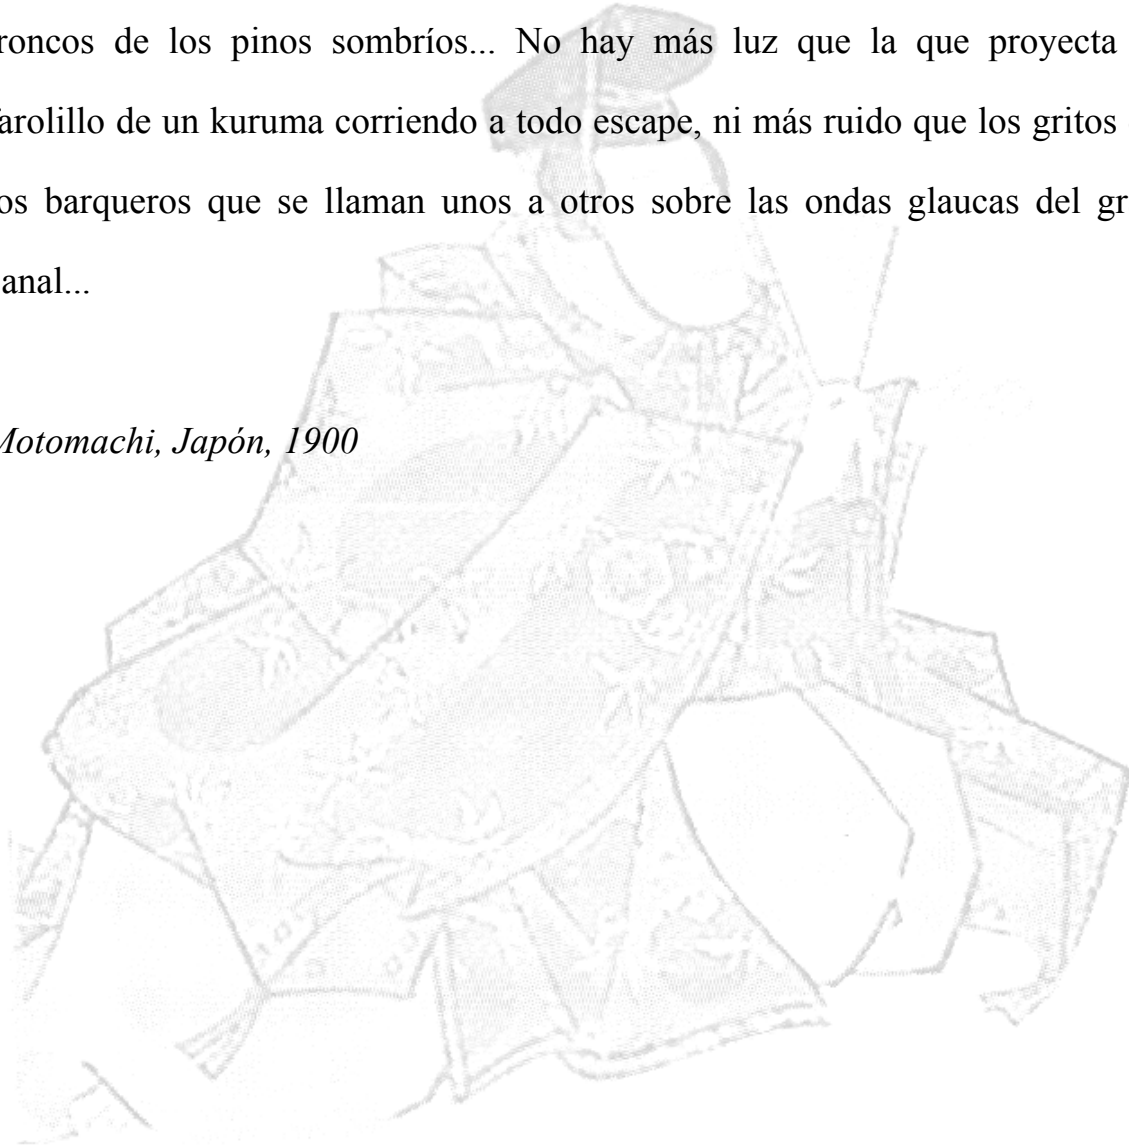 roncos de los pinos sombríos... No hay más luz que la que proyecta
farolillo de un kuruma corriendo a todo escape, ni más ruido que los gritos
os barqueros que se llaman unos a otros sobre las ondas glaucas del gr
anal...
Motomachi, Japón, 1900